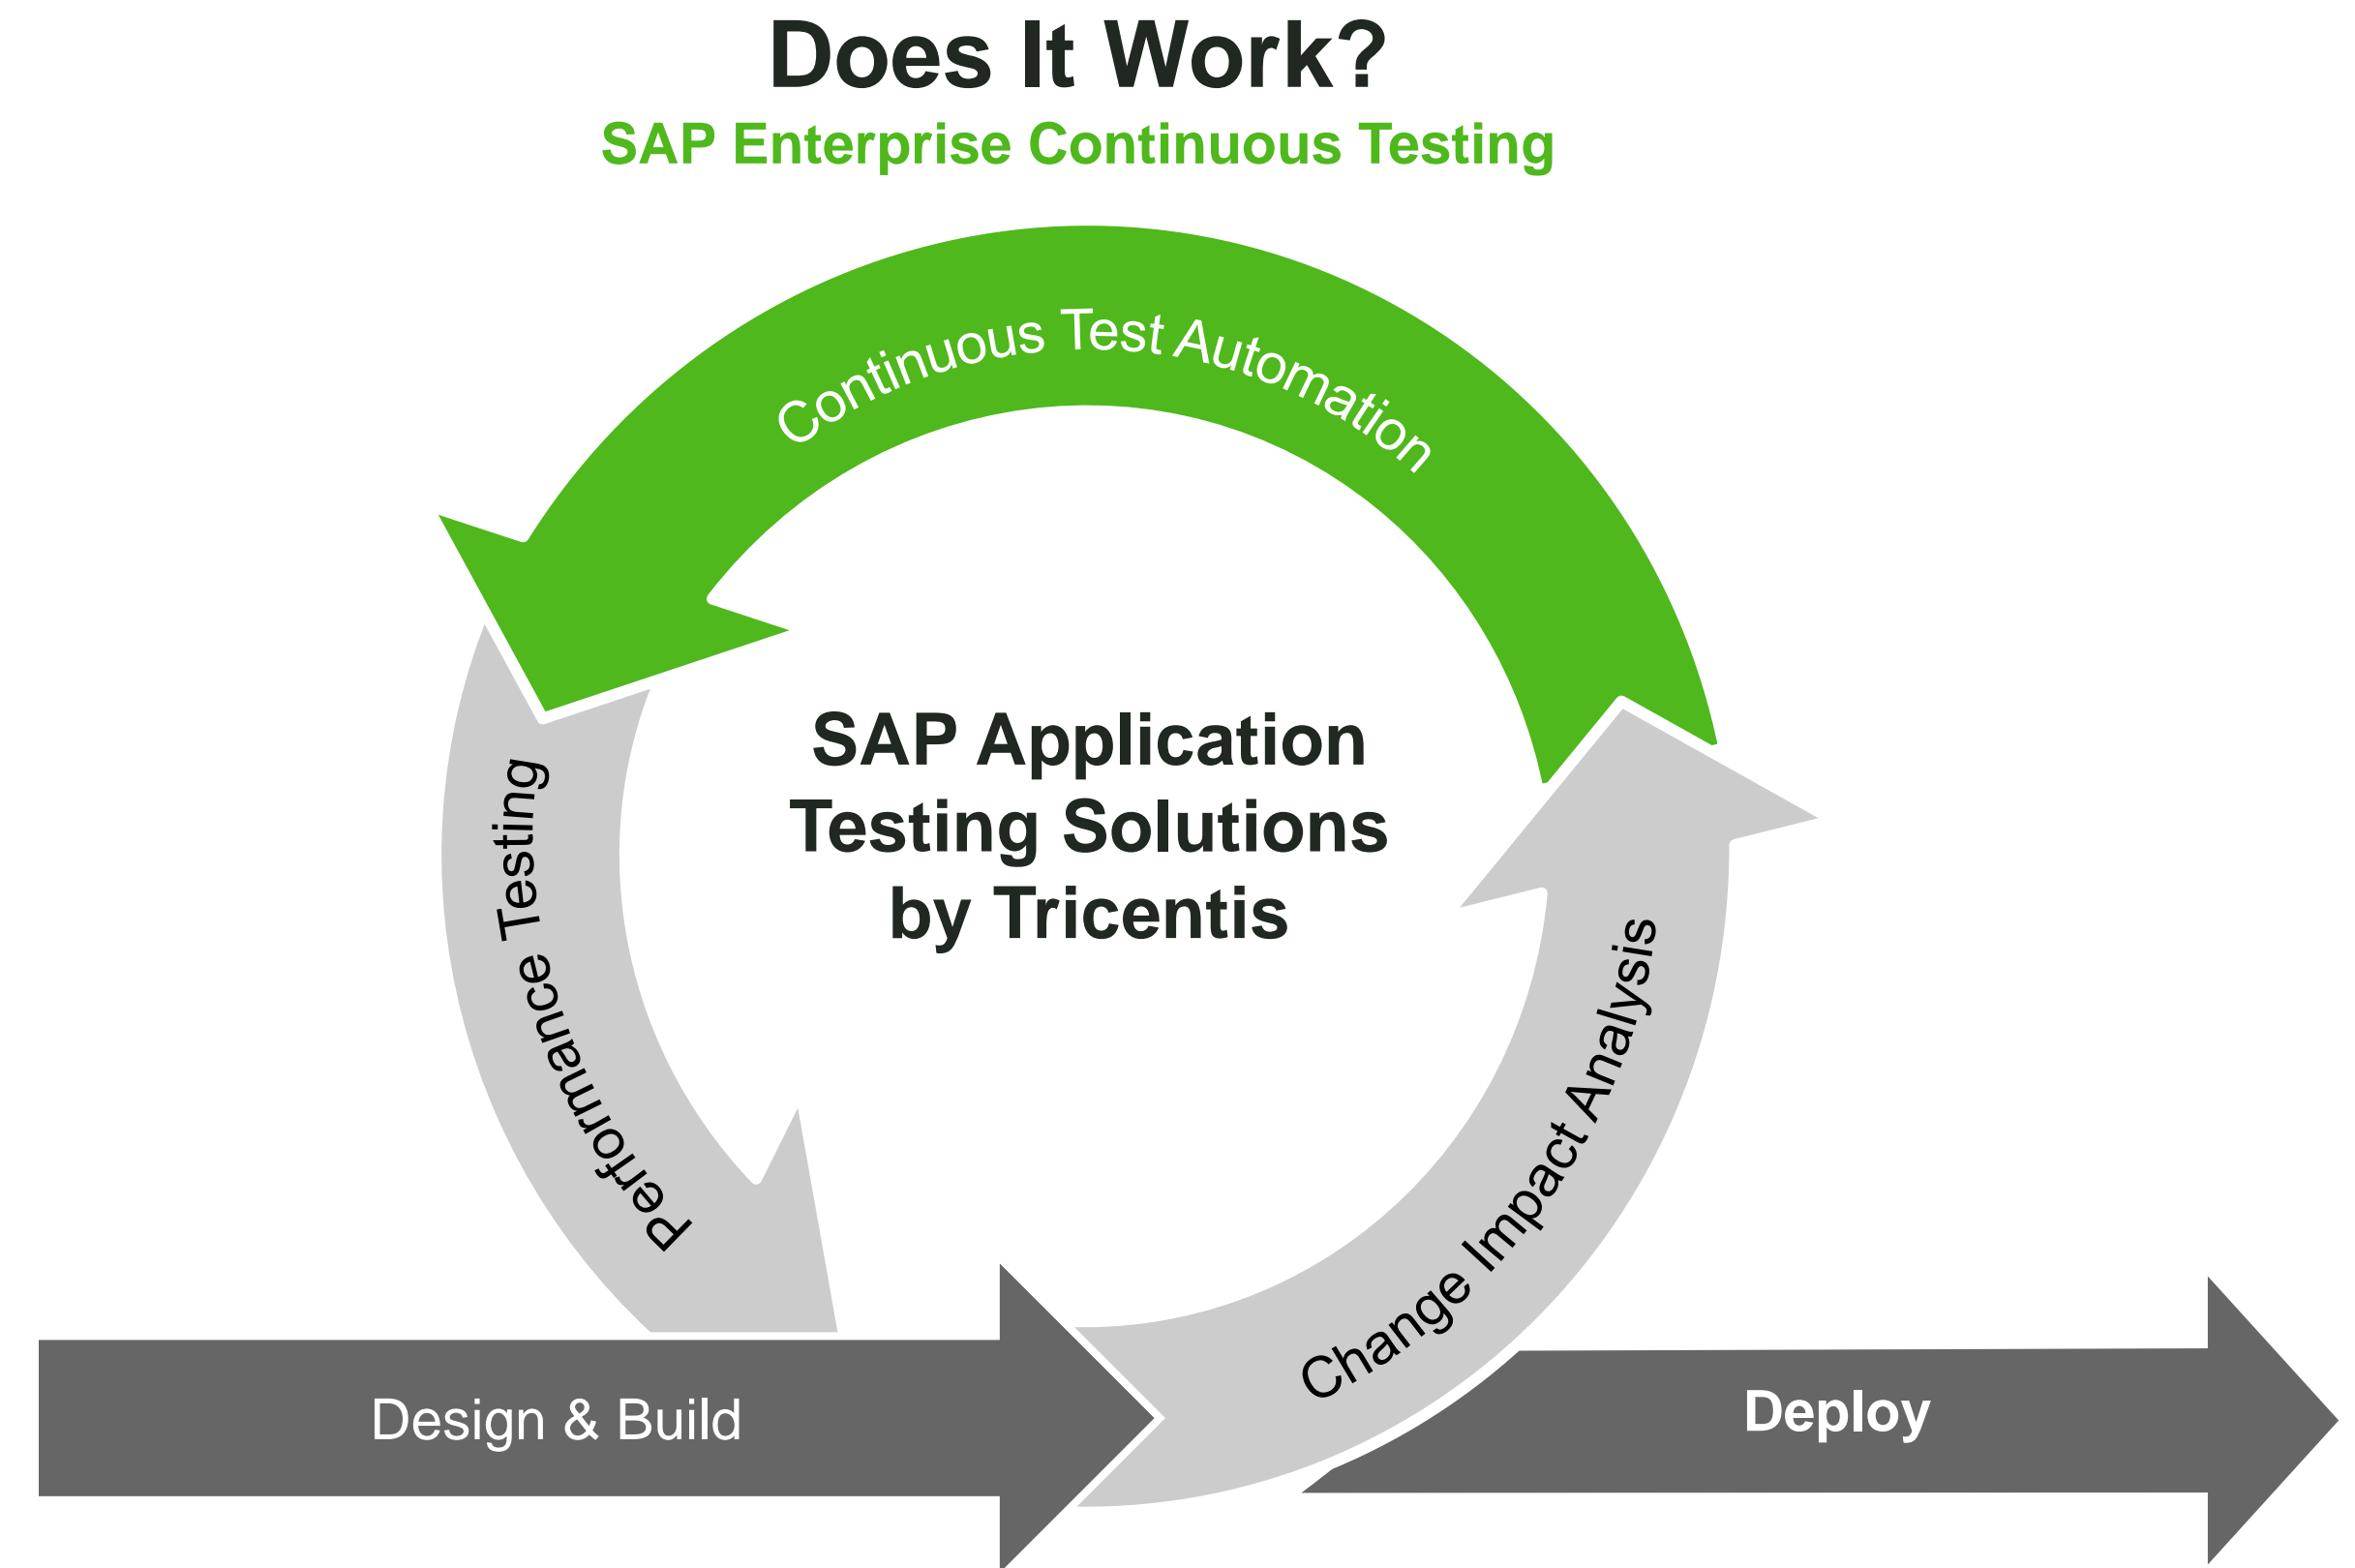 Does It Work?
SAP Enterprise Continuous Testing
Continuous Test Automation
SAP Application
Testing Solutions
by Tricentis
Performance Testing
Change Impact Analysis
Design & Build
Deploy